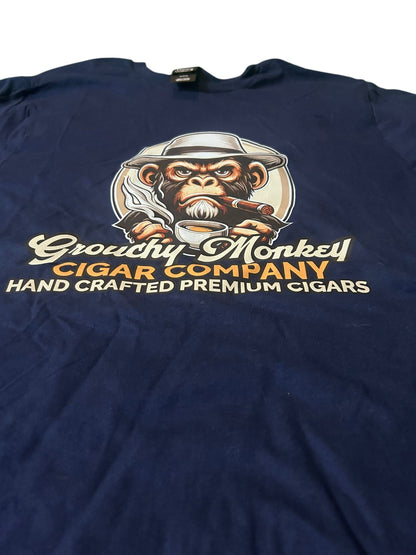 Grouchy-Monkey
CIGAR COMPANY
HAND CRAFTED PREMIUM CIGARS